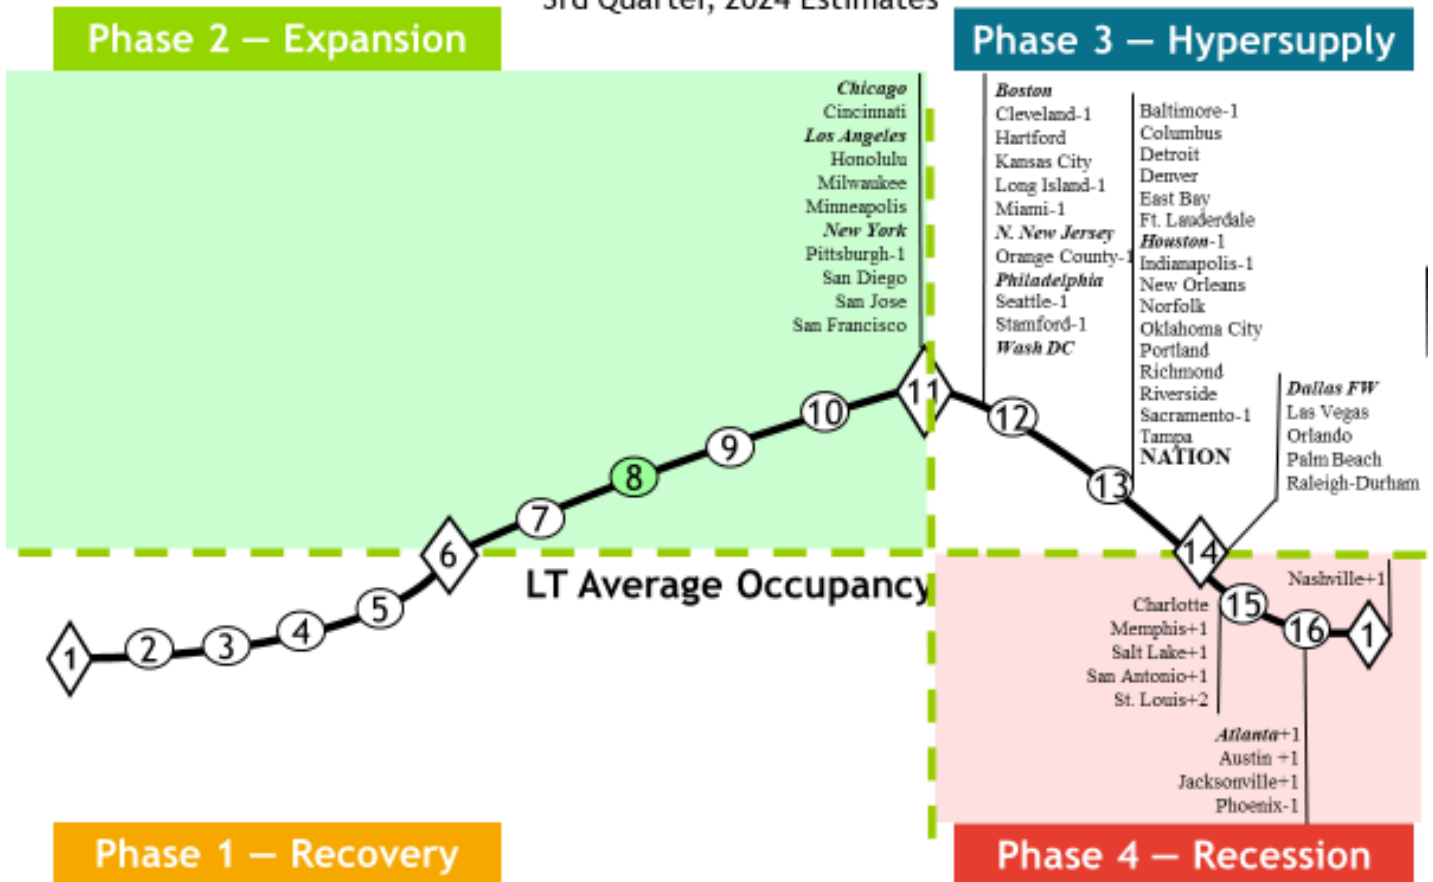 3rd Quarter, 2024 Estimates
Phase 2 — Expansion
Phase 3 — Hypersupply
Chicago
Cincinnati
Los Angeles
Honolulu
Milwaukee
Minneapolis
New York
Pittsburgh-1
San Diego
San Jose
San Francisco
Boston
Cleveland-1
Hartford
Kansas City
Long Island-1
Miami-1
N. New Jersey
Orange County-1
Philadelphia
Seattle-1
Stamford-1
Wash DC
Baltimore-1
Columbus
Detroit
Denver
East Bay
Ft. Lauderdale
Houston-1
Indianapolis-1
New Orleans
Norfolk
Oklahoma City
Portland
Richmond
Riverside
Sacramento-1
Tampa
NATION
Dallas FW
Las Vegas
Orlando
Palm Beach
Raleigh-Durham
11
10
12
9
8
13
7
6
14
LT Average Occupancy
5
4
3
2
1
15
16
1
Nashville+1
Charlotte
Memphis+1
Salt Lake+1
San Antonio+1
St. Louis+2
Atlanta+1
Austin +1
Jacksonville+1
Phoenix-1
Phase 1 — Recovery
Phase 4 — Recession